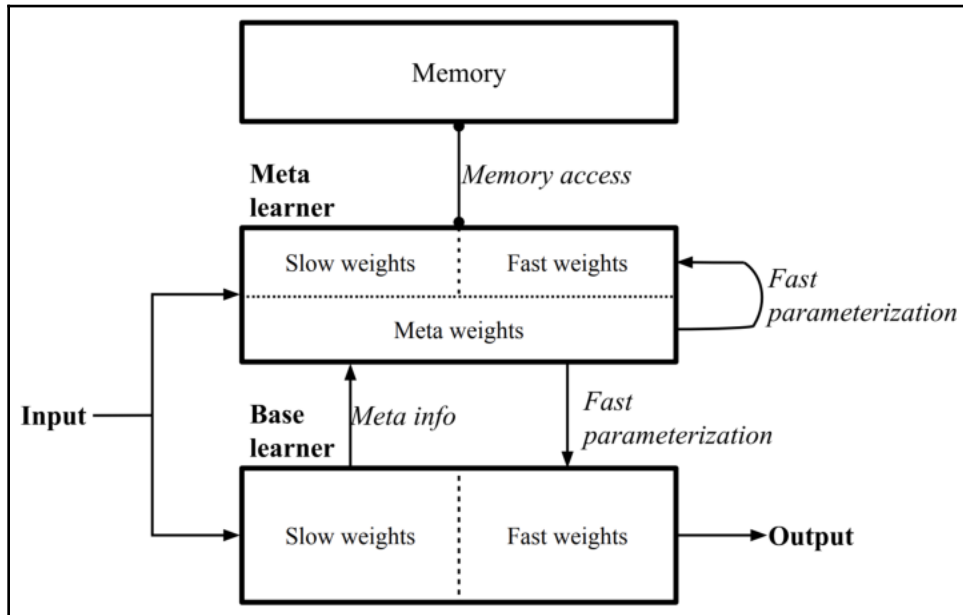 Memory
Memory access
Meta
learner
Slow weights
Fast weights
Fast
parameterization
Meta weights
Input
Base
learner
Meta info
Fast
parameterization
Slow weights
Fast weights
Output